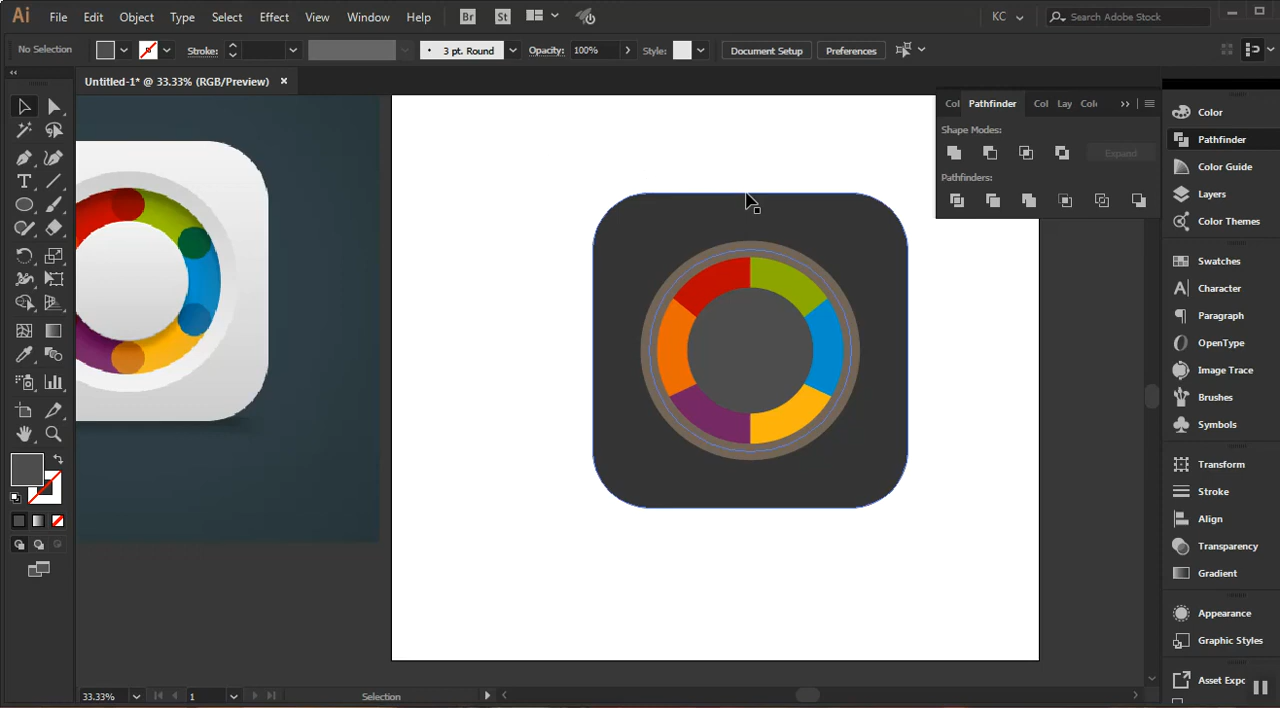 Ai File Edit Object Type Select Effect View Window Help Br St KC Search Adobe Stock
No Selection Stroke: 3 pt. Round Opacity: 100% Style: Document Setup Preferences
Untitled-1* @ 33.33% (RGB/Preview)
Col Pathfinder Col Lay Colo
Shape Modes:
Expand
Pathfinders:
Color
Pathfinder
Color Guide
Layers
Color Themes
Swatches
Character
Paragraph
OpenType
Image Trace
Brushes
Symbols
Transform
Stroke
Align
Transparency
Gradient
Appearance
Graphic Styles
Asset Expo
33.33% 1 Selection